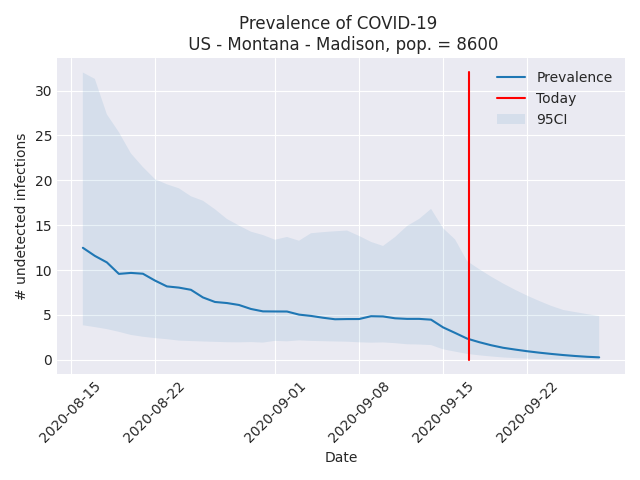 Prevalence of COVID-19
US - Montana - Madison, pop. = 8600
# undetected infections
30
25
20
15
10
5
0
Prevalence
Today
95CI
2020-08-15
2020-08-22
2020-09-01
2020-09-08
2020-09-15
2020-09-22
Date